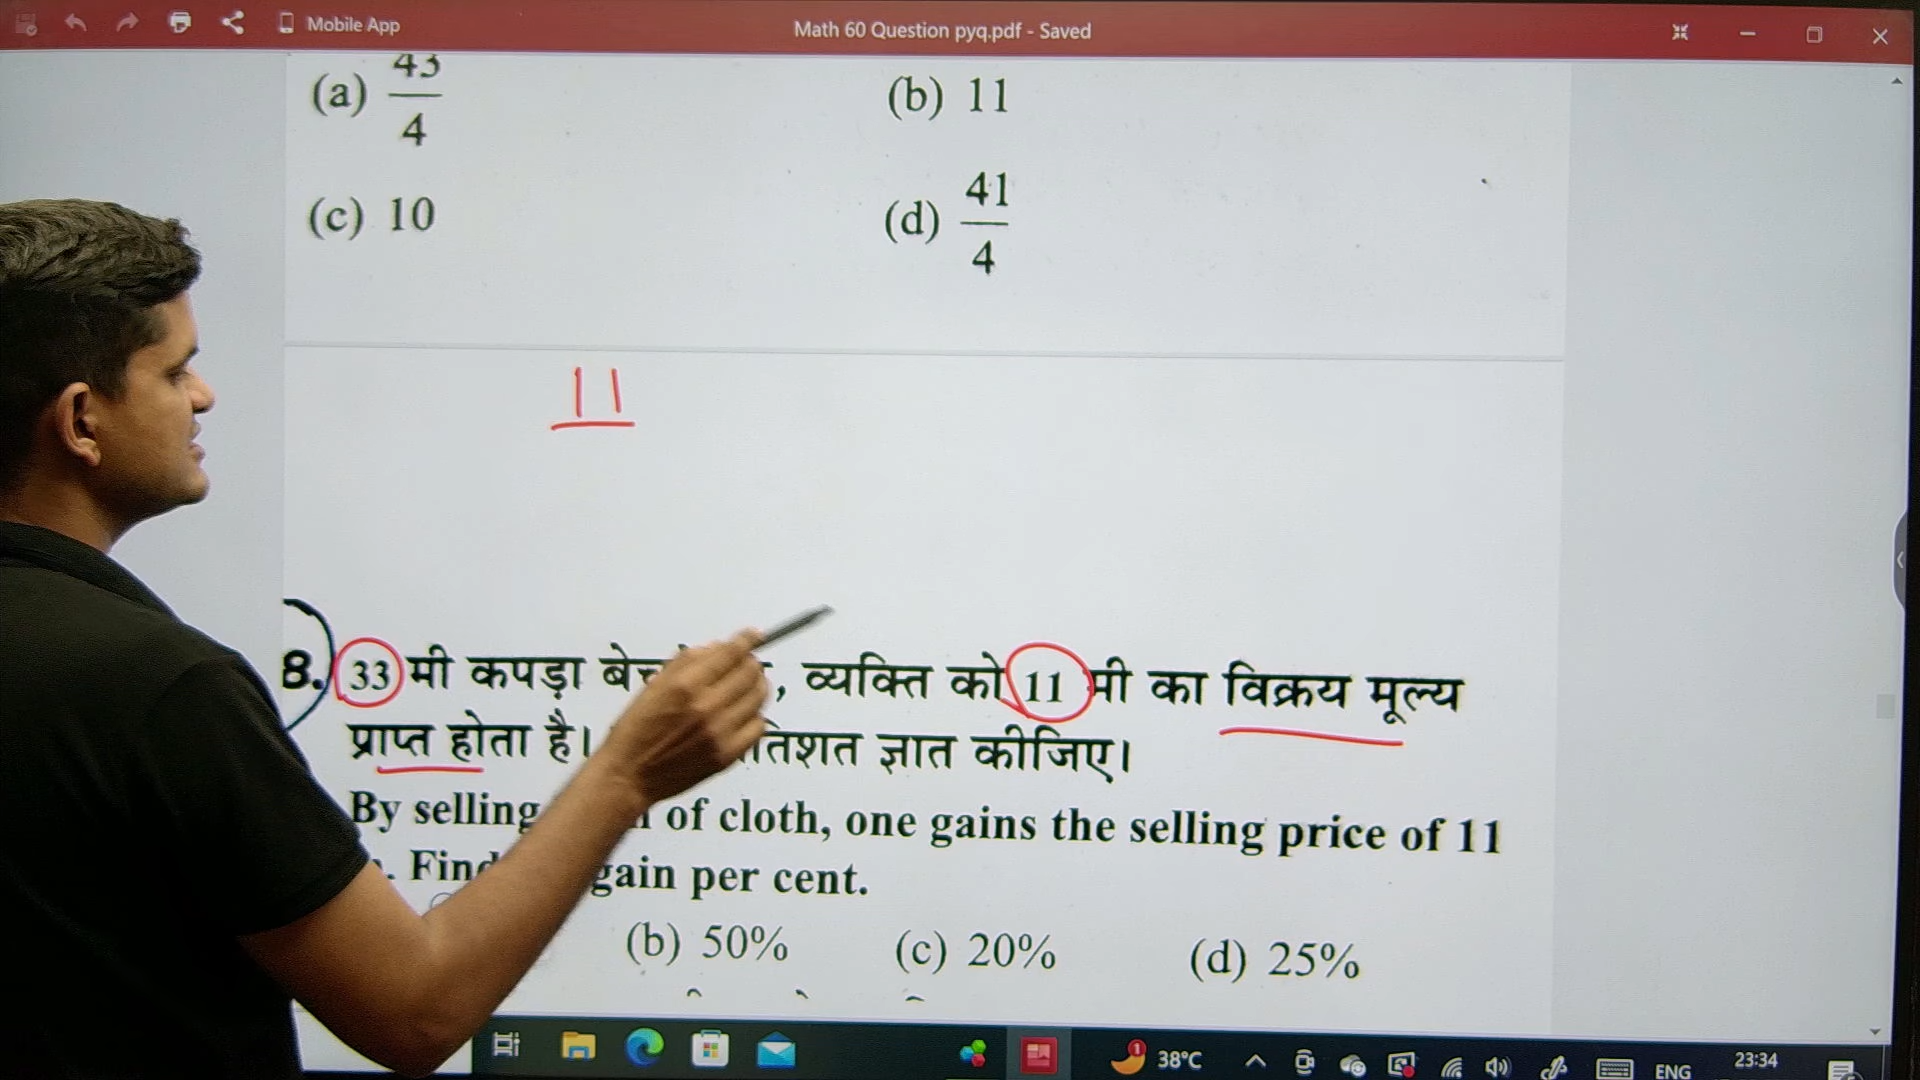 Mobile App
Math 60 Question pyq.pdf - Saved
(a) 43/4 (b) 11
(c) 10 (d) 41/4
11
8. 33 मी कपड़ा , व्यक्ति को 11 मी का विक्रय मूल्य
प्राप्त होता है। ज्ञात कीजिए।
By selling of cloth, one gains the selling price of 11
gain per cent.
(b) 50% (c) 20% (d) 25%
38°C ENG 23:34